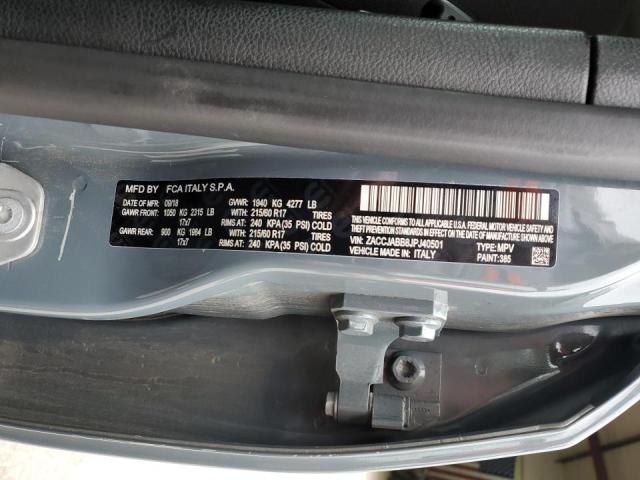 MFD BY FCA ITALY S.P.A.
DATE OF MFR: 09/18 GVWR: 1940 KG 4277 LB
GAWR FRONT: 1050 KG 2315 LB WITH: 215/60 R17 TIRES
17x7 RIMS AT: 240 KPA(35 PSI) COLD
GAWR REAR: 900 KG 1984 LB WITH: 215/60 R17 TIRES
17x7 RIMS AT: 240 KPA(35 PSI) COLD
THIS VEHICLE CONFORMS TO ALL APPLICABLE
U.S.A. FEDERAL MOTOR VEHICLE SAFETY AND
THEFT PREVENTION STANDARDS IN EFFECT
ON THE DATE OF MANUFACTURE SHOWN ABOVE.
VIN: ZACCJABB8JPJ40501 TYPE: MPV
VEHICLE MADE IN: ITALY PAINT: 385